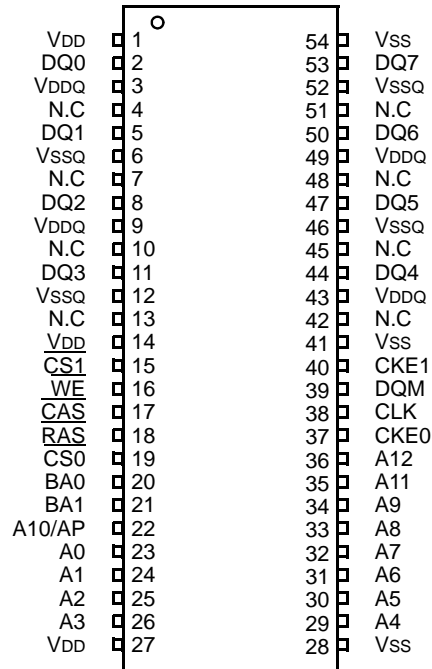 VDD 1 54 VSS
DQ0 2 53 DQ7
VDDQ 3 52 VSSQ
N.C 4 51 N.C
DQ1 5 50 DQ6
VSSQ 6 49 VDDQ
N.C 7 48 N.C
DQ2 8 47 DQ5
VDDQ 9 46 VSSQ
N.C 10 45 N.C
DQ3 11 44 DQ4
VSSQ 12 43 VDDQ
N.C 13 42 N.C
VDD 14 41 VSS
CS1 15 40 CKE1
WE 16 39 DQM
CAS 17 38 CLK
RAS 18 37 CKE0
CS0 19 36 A12
BA0 20 35 A11
BA1 21 34 A9
A10/AP 22 33 A8
A0 23 32 A7
A1 24 31 A6
A2 25 30 A5
A3 26 29 A4
VDD 27 28 VSS